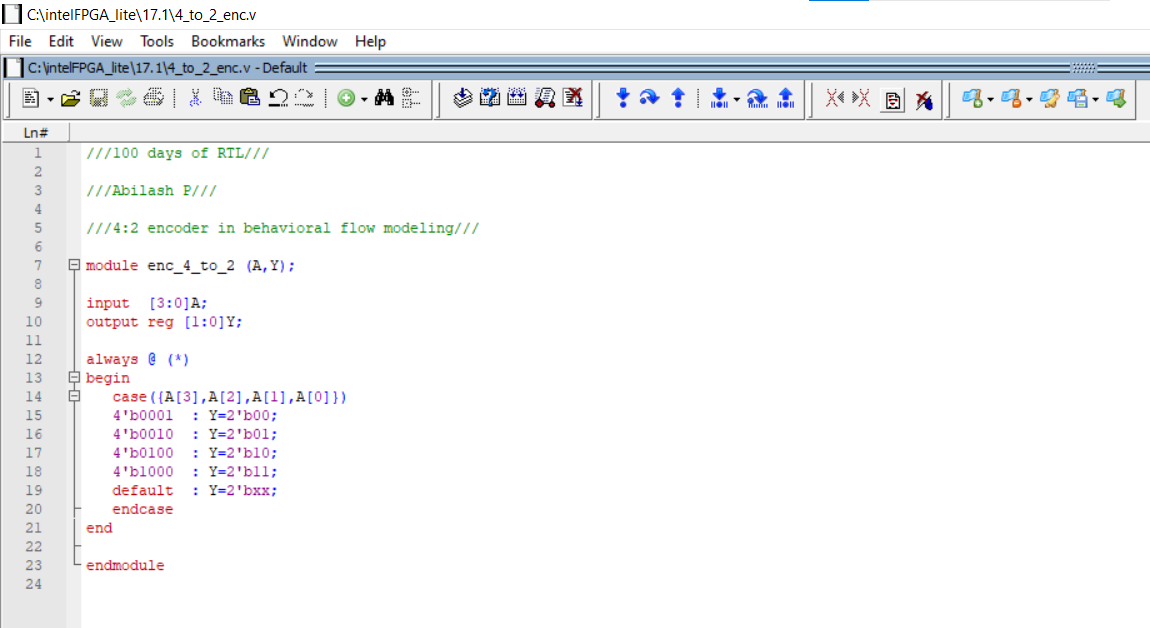 C:\intelFPGA_lite\17.1\4_to_2_enc.v
File Edit View Tools Bookmarks Window Help
C:\intelFPGA_lite\17.1\4_to_2_enc.v - Default
Ln#
1 ///100 days of RTL///
2
3 ///Abilash P///
4
5 ///4:2 encoder in behavioral flow modeling///
6
7 module enc_4_to_2 (A,Y);
8
9 input  [3:0]A;
10 output reg [1:0]Y;
11
12 always @ (*)
13 begin
14    case({A[3],A[2],A[1],A[0]})
15    4'b0001  : Y=2'b00;
16    4'b0010  : Y=2'b01;
17    4'b0100  : Y=2'b10;
18    4'b1000  : Y=2'b11;
19    default  : Y=2'bxx;
20    endcase
21 end
22
23 endmodule
24